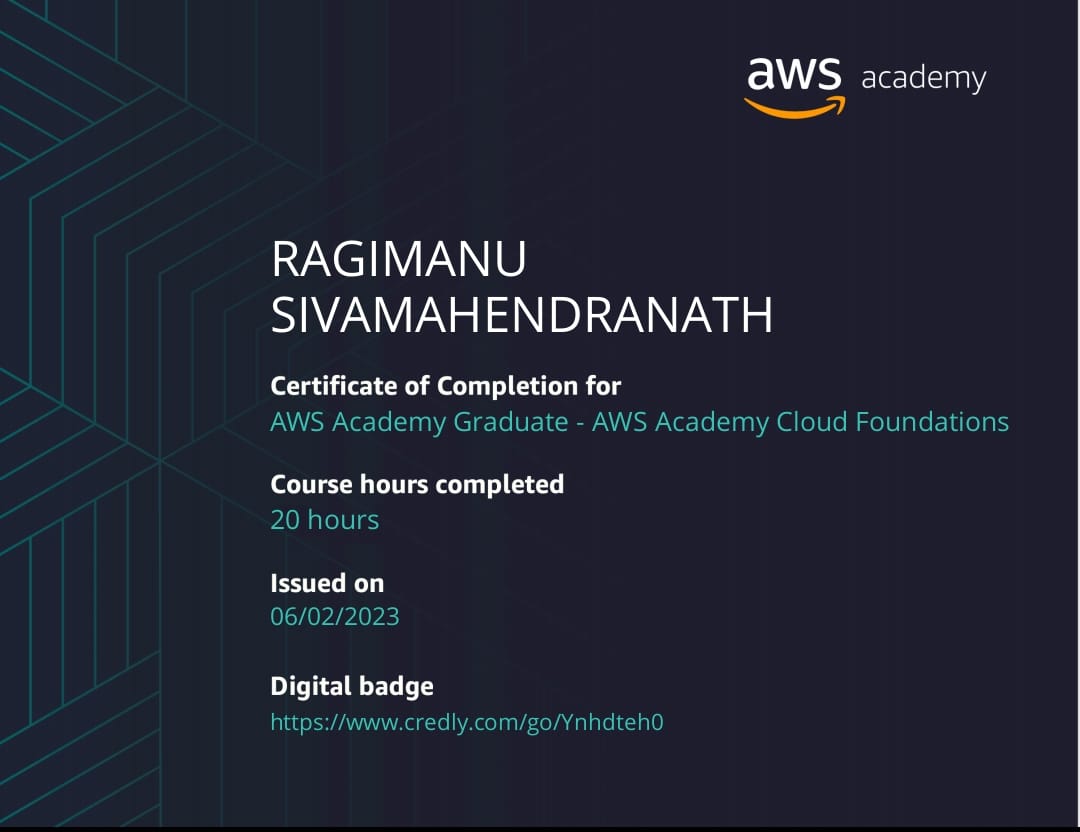 aws academy
RAGIMANU
SIVAMAHENDRANATH
Certificate of Completion for
AWS Academy Graduate - AWS Academy Cloud Foundations
Course hours completed
20 hours
Issued on
06/02/2023
Digital badge
https://www.credly.com/go/Ynhdteh0